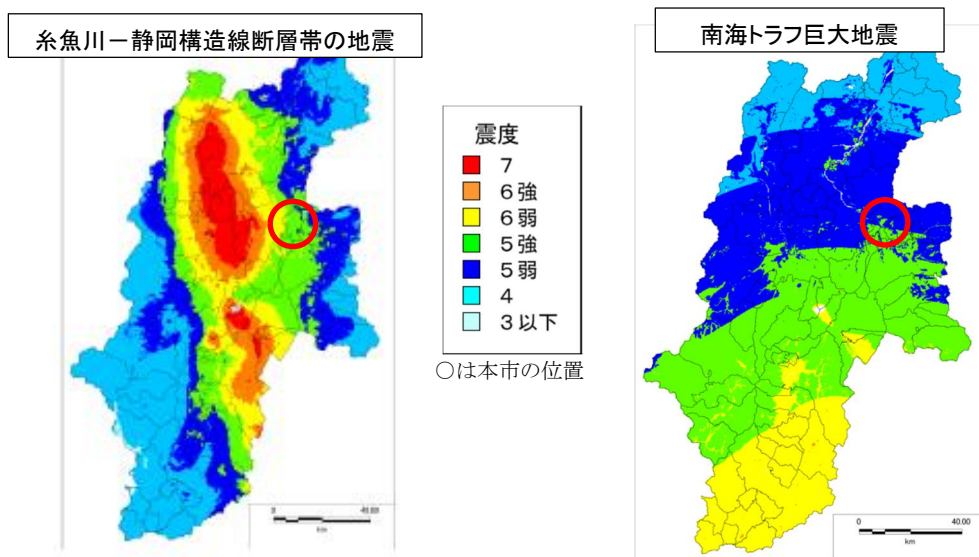 糸魚川－静岡構造線断層帯の地震
南海トラフ巨大地震
震度
7
6強
6弱
5強
5弱
4
3以下
○は本市の位置
0 40.00
km
0 40.00
km